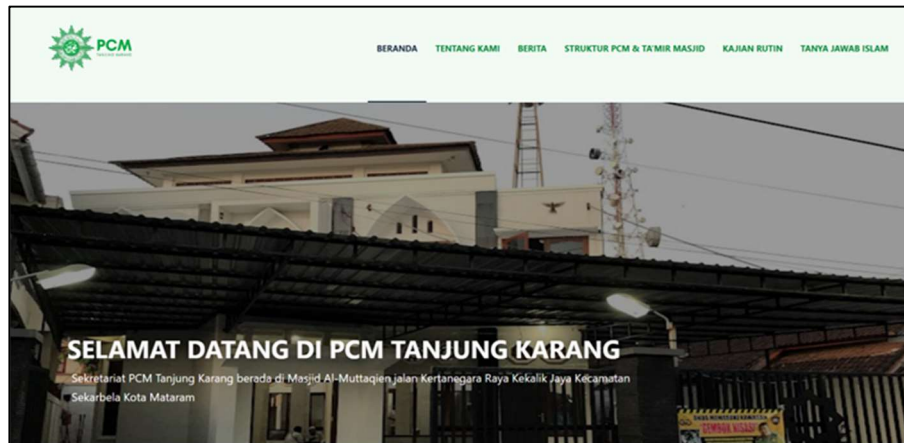 PCM
BERANDA TENTANG KAMI BERITA STRUKTUR PCM & TA'MIR MASJID KAJIAN RUTIN TANYA JAWAB ISLAM
SELAMAT DATANG DI PCM TANJUNG KARANG
Sekretariat PCM Tanjung Karang berada di Masjid Al-Muttaqien jalan Kertanegara Raya Kekalik Jaya Kecamatan
Sekarbela Kota Mataram